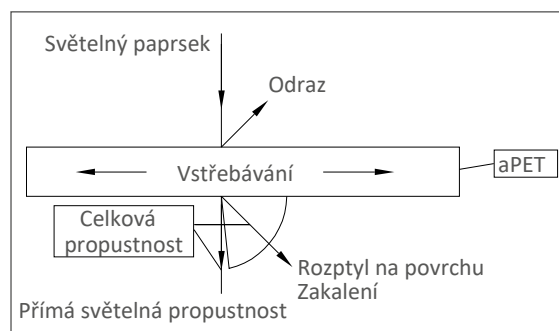 Světelný paprsek
Odraz
Vstřebávání
aPET
Celková
propustnost
Rozptyl na povrchu
Zakalení
Přímá světelná propustnost